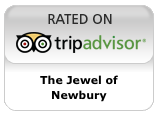 RATED ON
tripadvisor®
The Jewel of
Newbury